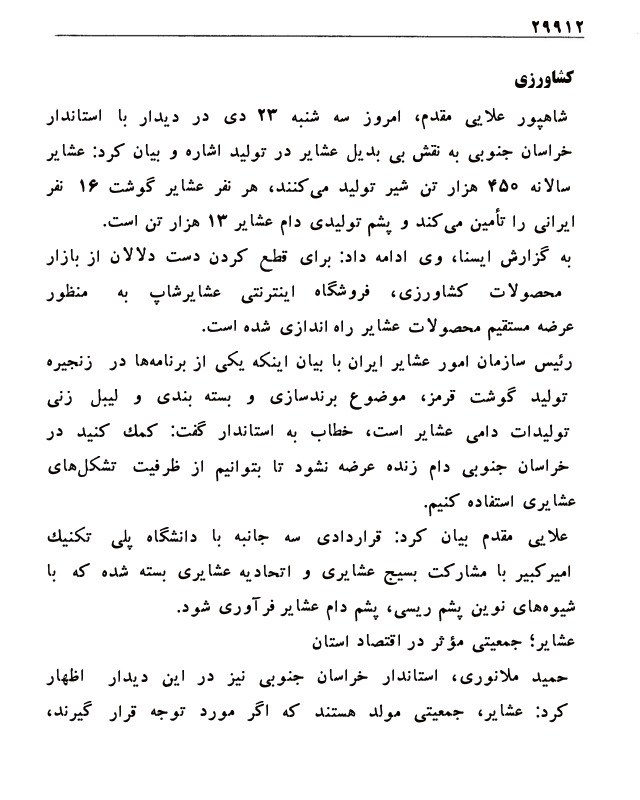 ۲۹۹۱۲
کشاورزی
شاهپور علایی مقدم، امروز سه شنبه ۲۳ دی در دیدار با استاندار
خراسان جنوبی به نقش بی بدیل عشایر در تولید اشاره و بیان کرد: عشایر
سالانه ۴۵۰ هزار تن شیر تولید می‌کنند، هر نفر عشایر گوشت ۱۶ نفر
ایرانی را تأمین می‌کند و پشم تولیدی دام عشایر ۱۳ هزار تن است.
به گزارش ایسنا، وی ادامه داد: برای قطع کردن دست دلالان از بازار
محصولات کشاورزی، فروشگاه اینترنتی عشایرشاپ به منظور
عرضه مستقیم محصولات عشایر راه اندازی شده است.
رئیس سازمان امور عشایر ایران با بیان اینکه یکی از برنامه‌ها در زنجیره
تولید گوشت قرمز، موضوع برندسازی و بسته بندی و لیبل زنی
تولیدات دامی عشایر است، خطاب به استاندار گفت: کمك کنید در
خراسان جنوبی دام زنده عرضه نشود تا بتوانیم از ظرفیت تشکل‌های
عشایری استفاده کنیم.
علایی مقدم بیان کرد: قراردادی سه جانبه با دانشگاه پلی تکنیك
امیرکبیر با مشارکت بسیج عشایری و اتحادیه عشایری بسته شده که با
شیوه‌های نوین پشم ریسی، پشم دام عشایر فرآوری شود.
عشایر؛ جمعیتی مؤثر در اقتصاد استان
حمید ملانوری، استاندار خراسان جنوبی نیز در این دیدار اظهار
کرد: عشایر، جمعیتی مولد هستند که اگر مورد توجه قرار گیرند،